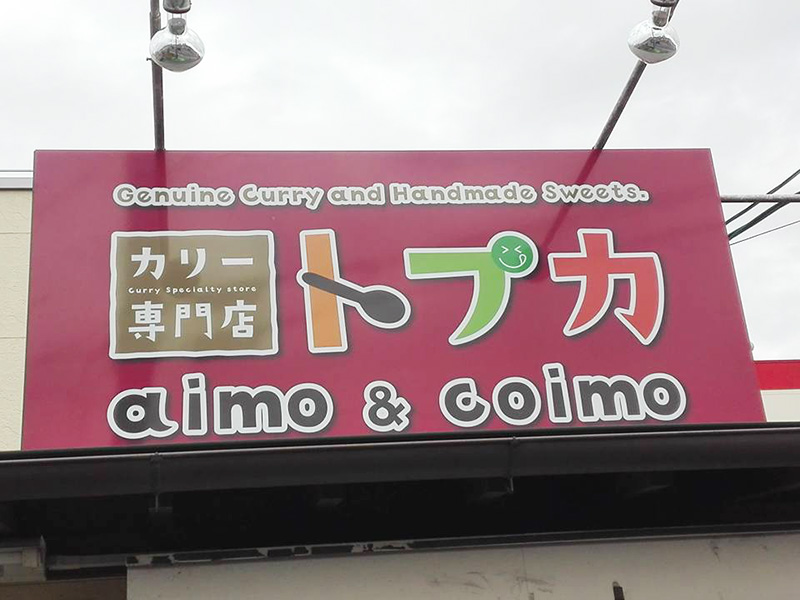 Genuine Curry and Handmade Sweets.
カリー
Curry Specialty store
専門店
トプカ
aimo & coimo